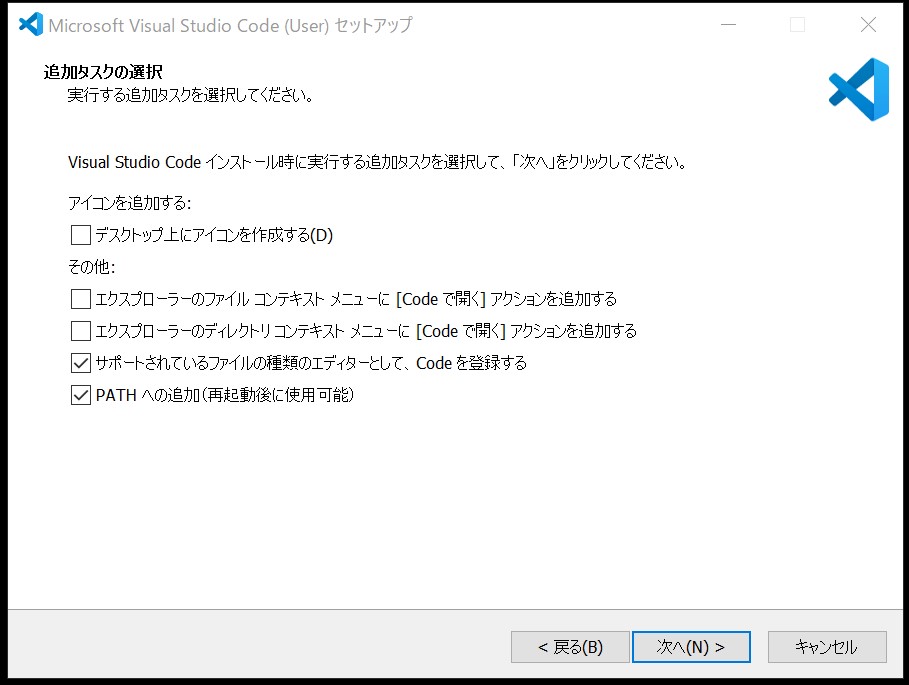 Microsoft Visual Studio Code (User) セットアップ
追加タスクの選択
実行する追加タスクを選択してください。
Visual Studio Code インストール時に実行する追加タスクを選択して、「次へ」をクリックしてください。
アイコンを追加する:
デスクトップ上にアイコンを作成する(D)
その他:
エクスプローラーのファイル コンテキスト メニューに [Code で開く] アクションを追加する
エクスプローラーのディレクトリ コンテキスト メニューに [Code で開く] アクションを追加する
サポートされているファイルの種類のエディターとして、Code を登録する
PATH への追加(再起動後に使用可能)
< 戻る(B) 次へ(N) > キャンセル